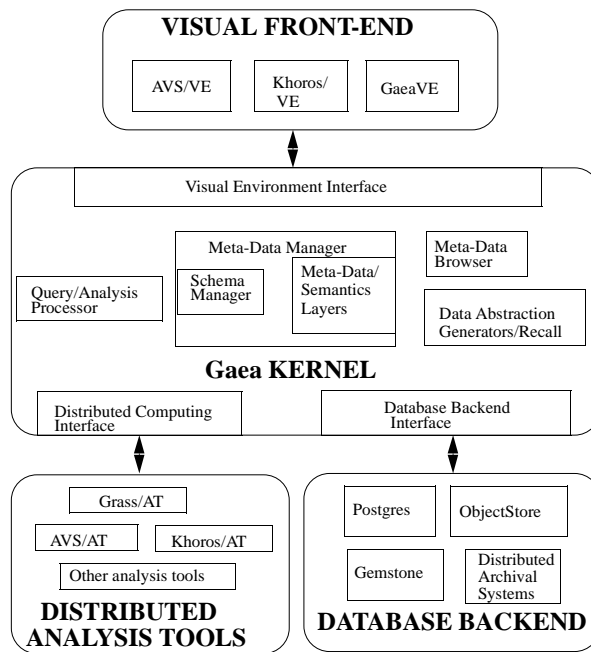 VISUAL FRONT-END
AVS/VE
Khoros/
VE
GaeaVE
Visual Environment Interface
Meta-Data Manager
Schema
Manager
Meta-Data/
Semantics
Layers
Meta-Data
Browser
Query/Analysis
Processor
Data Abstraction
Generators/Recall
Gaea KERNEL
Distributed Computing
Interface
Database Backend
Interface
Grass/AT
AVS/AT
Khoros/AT
Other analysis tools
DISTRIBUTED
ANALYSIS TOOLS
Postgres
ObjectStore
Gemstone
Distributed
Archival
Systems
DATABASE BACKEND